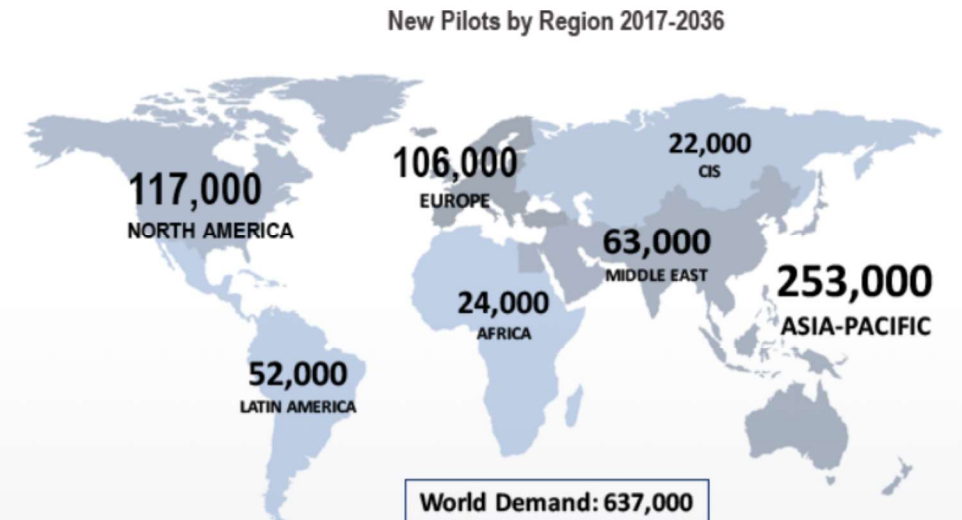 New Pilots by Region 2017-2036
22,000
CIS
106,000
EUROPE
117,000
NORTH AMERICA
63,000
MIDDLE EAST
253,000
ASIA-PACIFIC
24,000
AFRICA
52,000
LATIN AMERICA
World Demand: 637,000